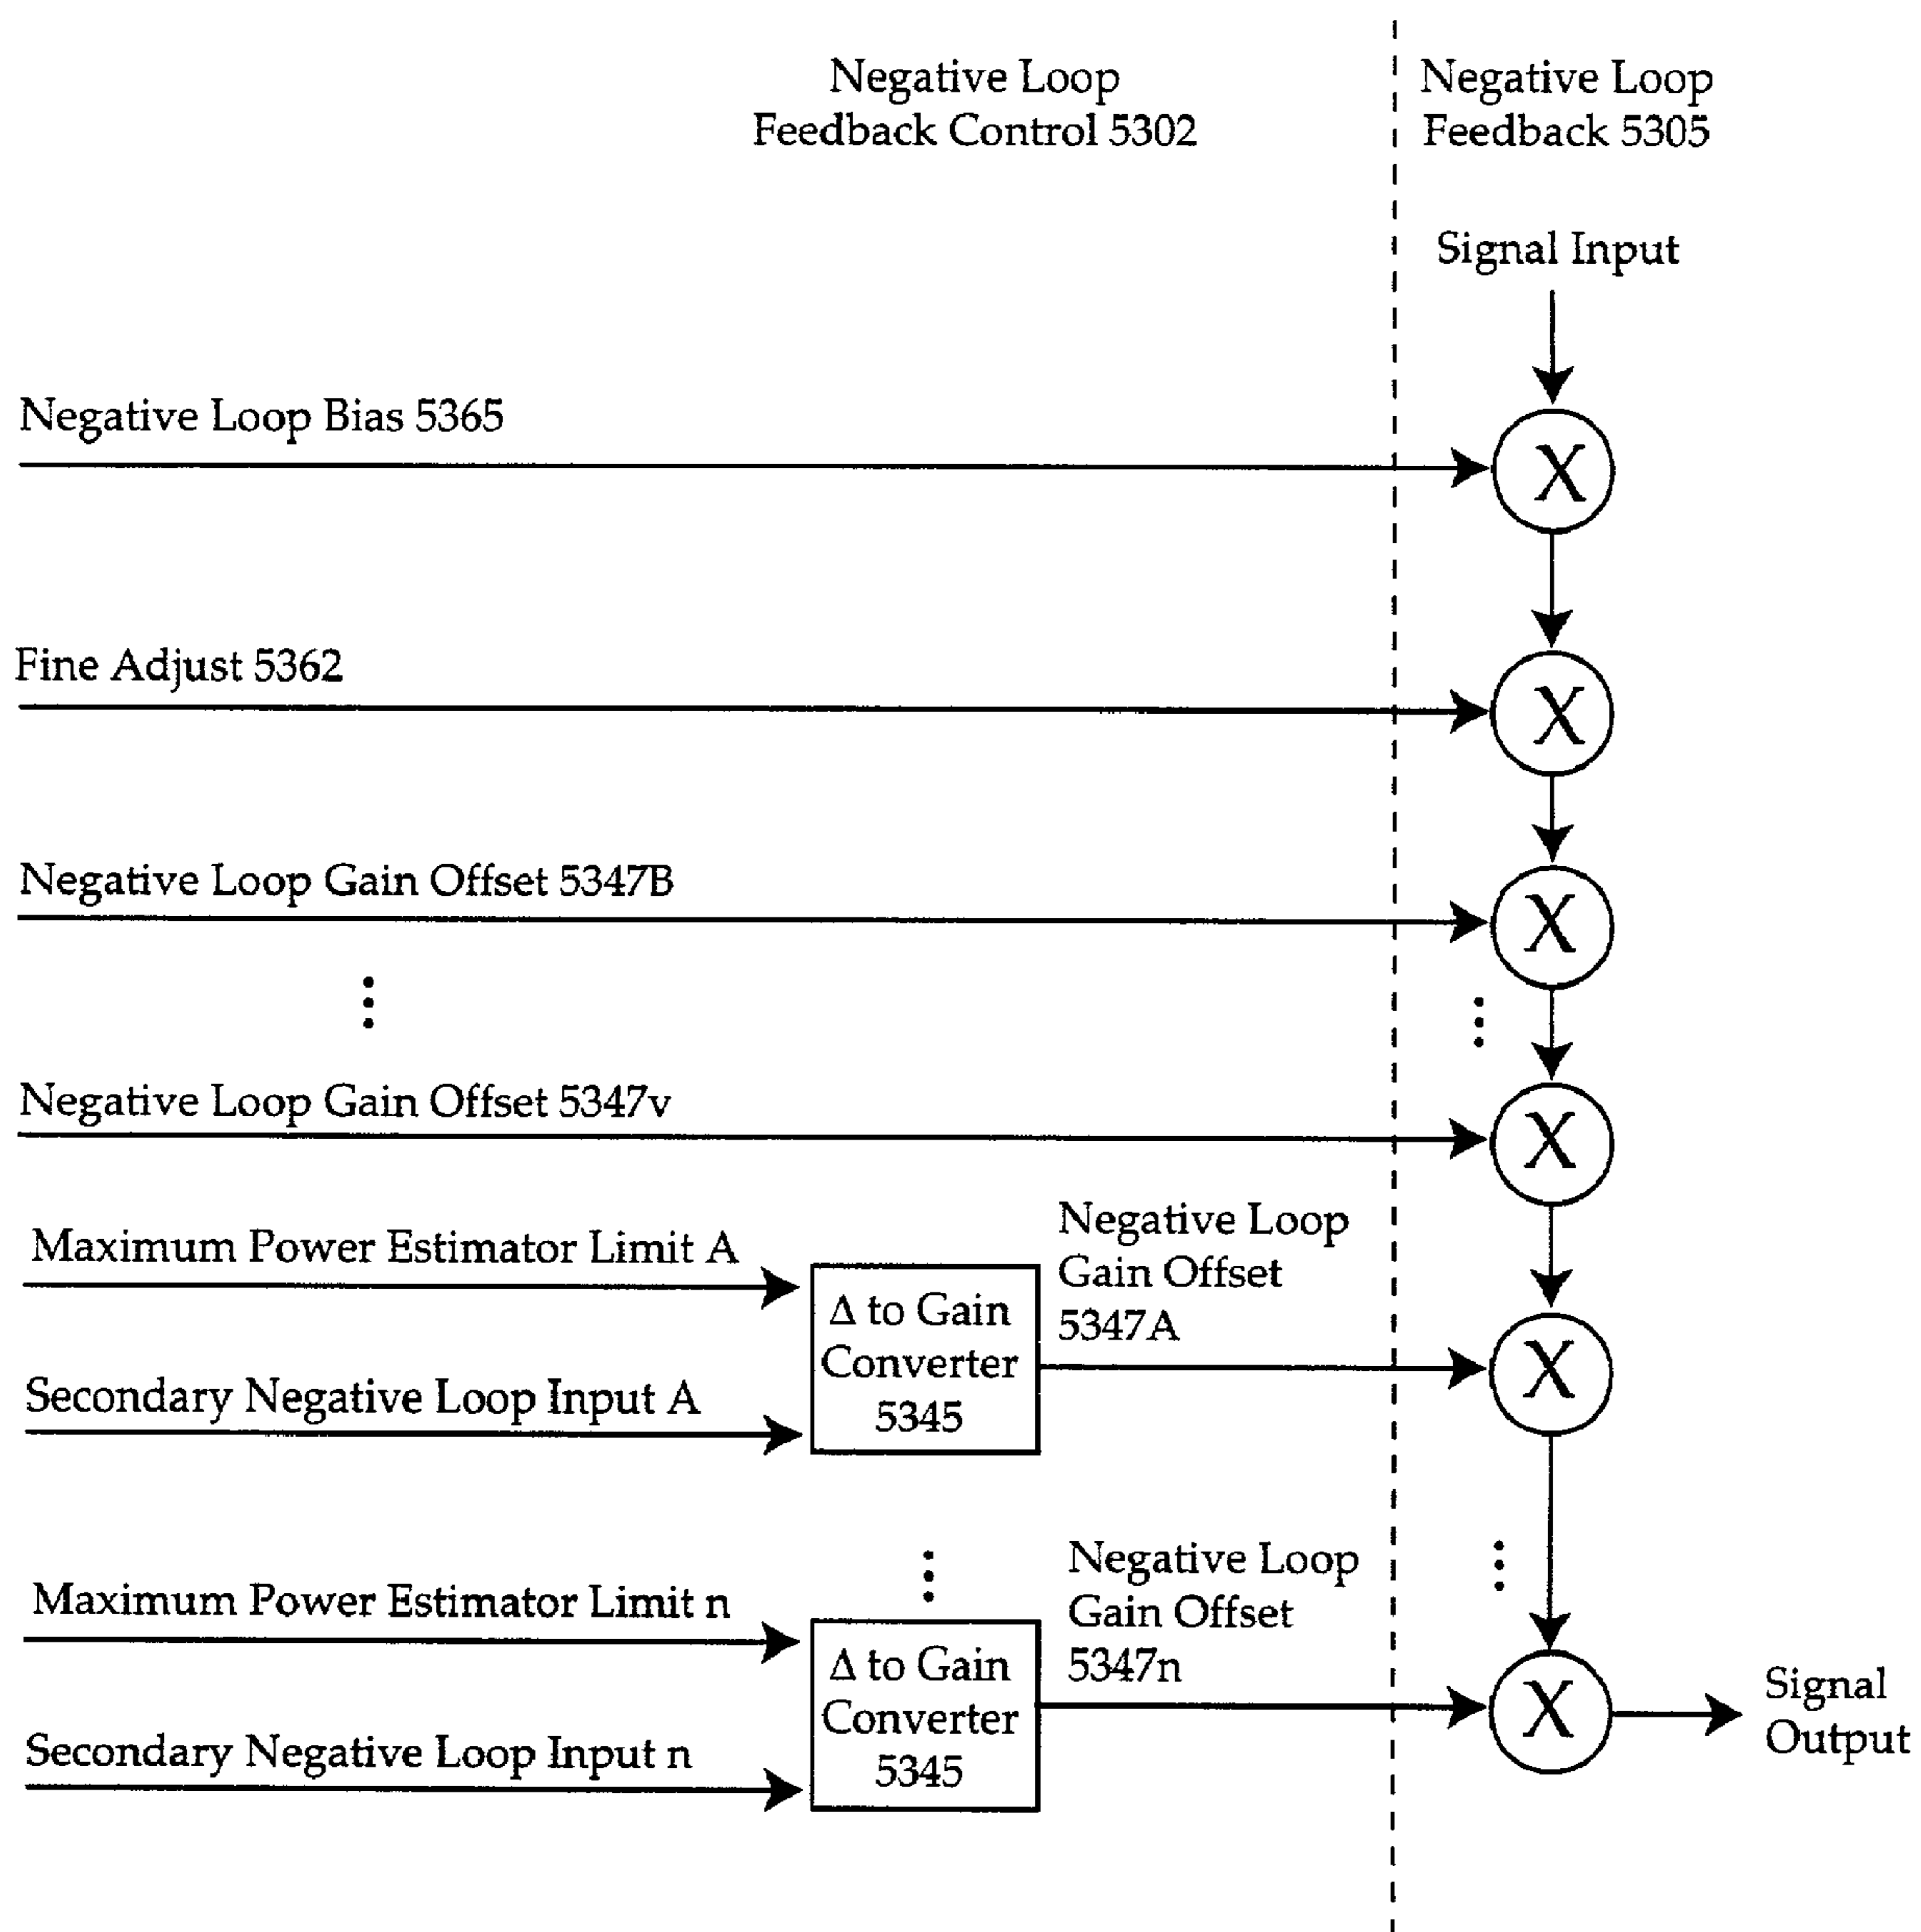 Negative Loop
Feedback Control 5302
Negative Loop
Feedback 5305
Signal Input
Negative Loop Bias 5365
X
Fine Adjust 5362
X
Negative Loop Gain Offset 5347B
X
Negative Loop Gain Offset 5347v
X
Maximum Power Estimator Limit A
Secondary Negative Loop Input A
Δ to Gain
Converter
5345
Negative Loop
Gain Offset
5347A
X
Maximum Power Estimator Limit n
Secondary Negative Loop Input n
Δ to Gain
Converter
5345
Negative Loop
Gain Offset
5347n
X
Signal
Output